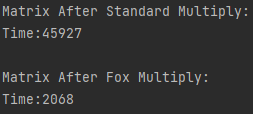 Matrix After Standard Multiply:
Time:45927
Matrix After Fox Multiply:
Time:2068